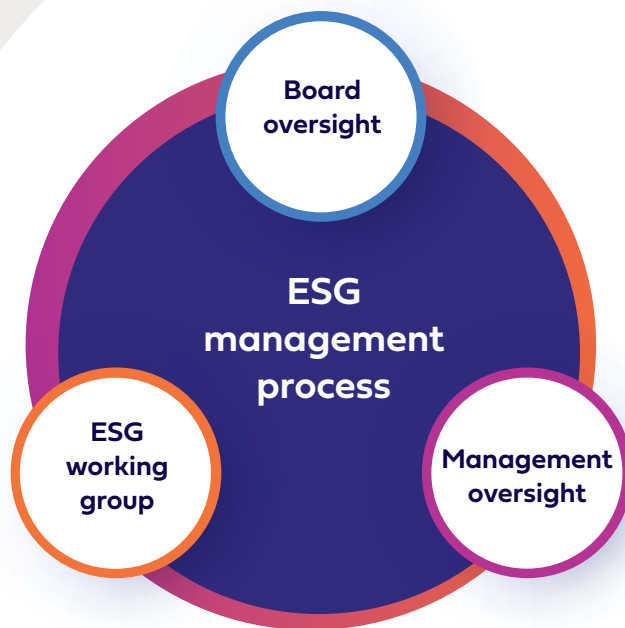 Board
oversight
ESG
management
process
ESG
working
group
Management
oversight